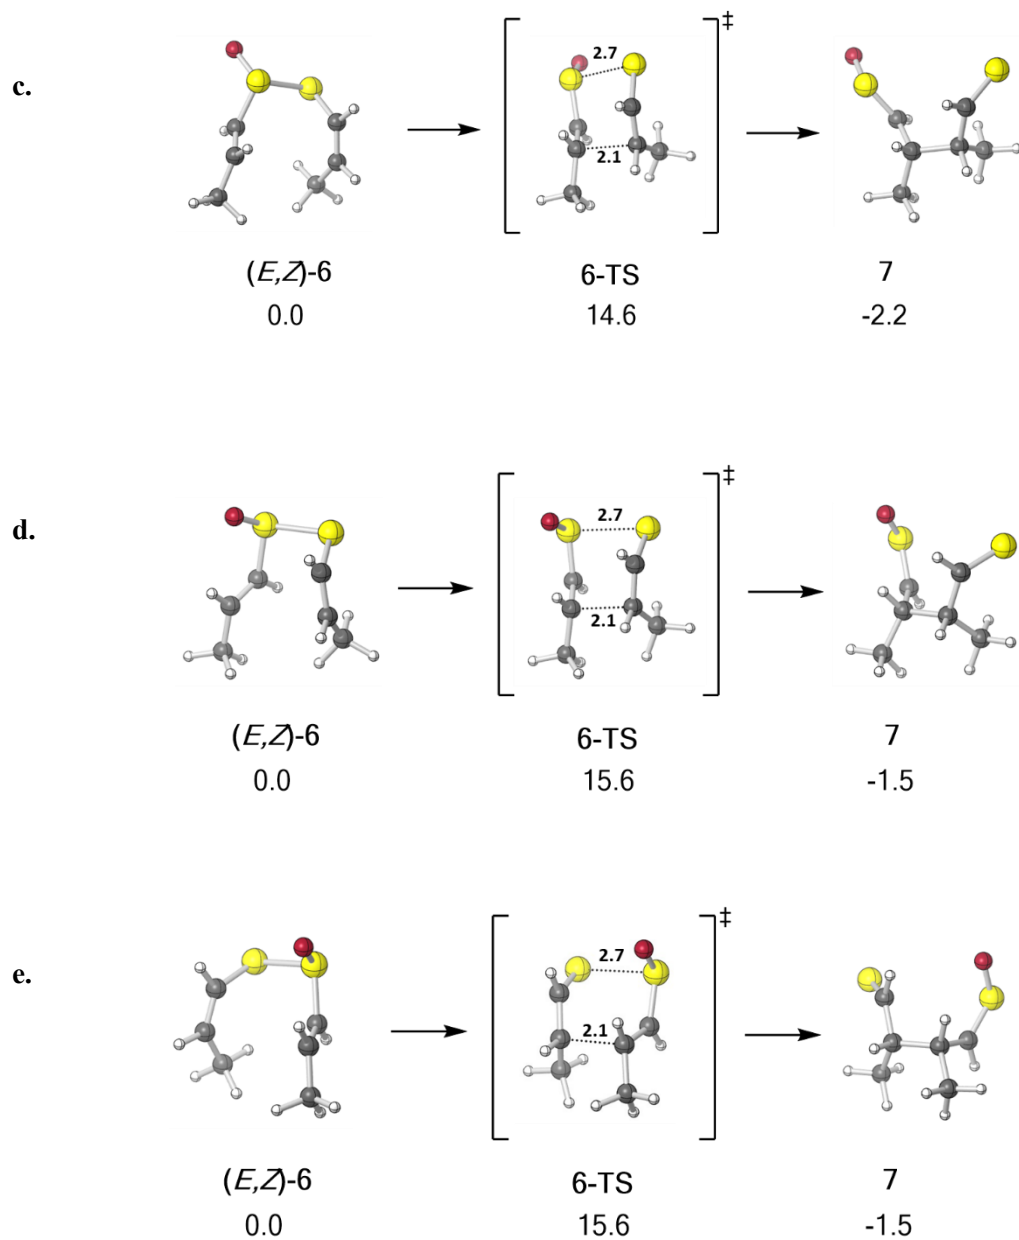 c.
2.7
2.1
‡
(E,Z)-6
6-TS
7
0.0
14.6
-2.2
d.
2.7
2.1
‡
(E,Z)-6
6-TS
7
0.0
15.6
-1.5
e.
2.7
2.1
‡
(E,Z)-6
6-TS
7
0.0
15.6
-1.5